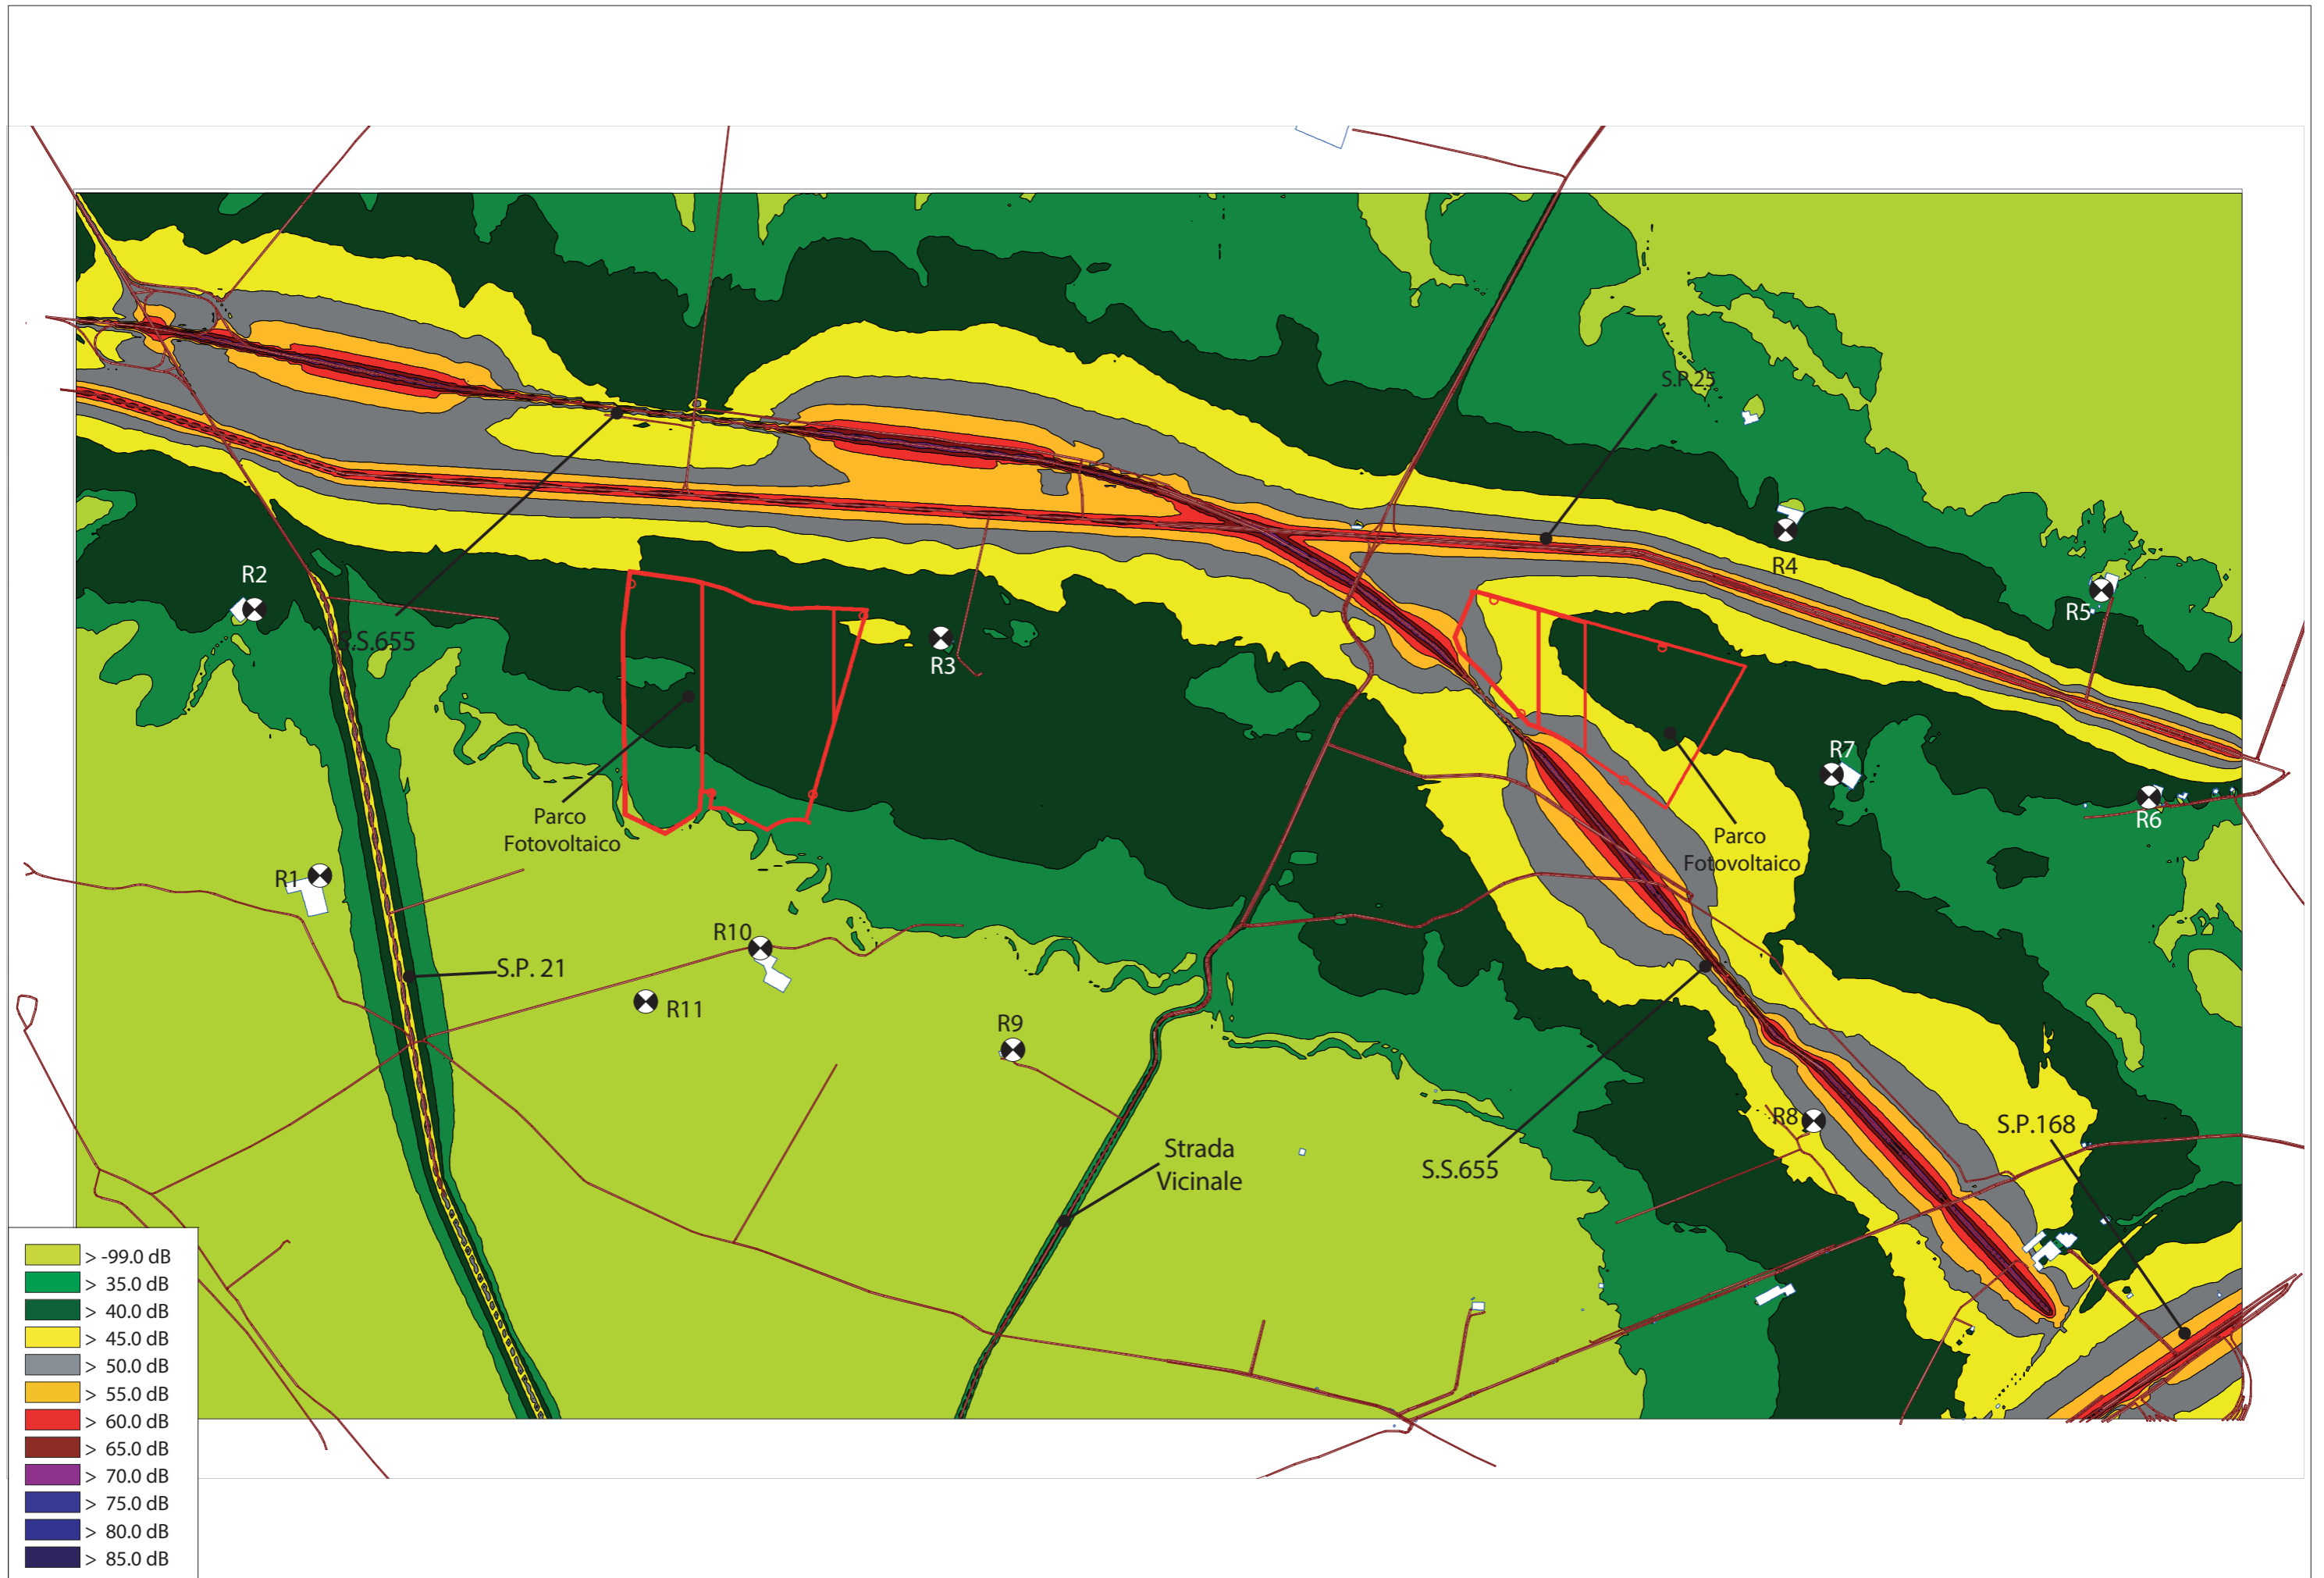 S.P.25
R2
R4
R5
S.S.655
R3
R7
Parco
Fotovoltaico
R6
Parco
Fotovoltaico
R1
R10
S.P. 21
R11
R9
R8
S.P.168
Strada
Vicinale
S.S.655
> -99.0 dB
> 35.0 dB
> 40.0 dB
> 45.0 dB
> 50.0 dB
> 55.0 dB
> 60.0 dB
> 65.0 dB
> 70.0 dB
> 75.0 dB
> 80.0 dB
> 85.0 dB